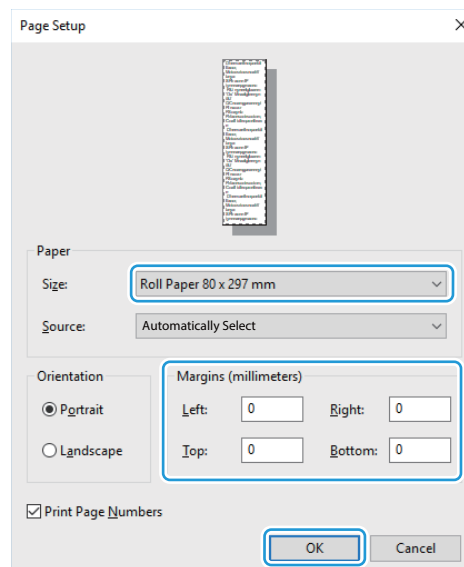 Page Setup
Paper
Size: Roll Paper 80 x 297 mm
Source: Automatically Select
Orientation
Portrait
Landscape
Margins (millimeters)
Left: 0 Right: 0
Top: 0 Bottom: 0
Print Page Numbers
OK Cancel